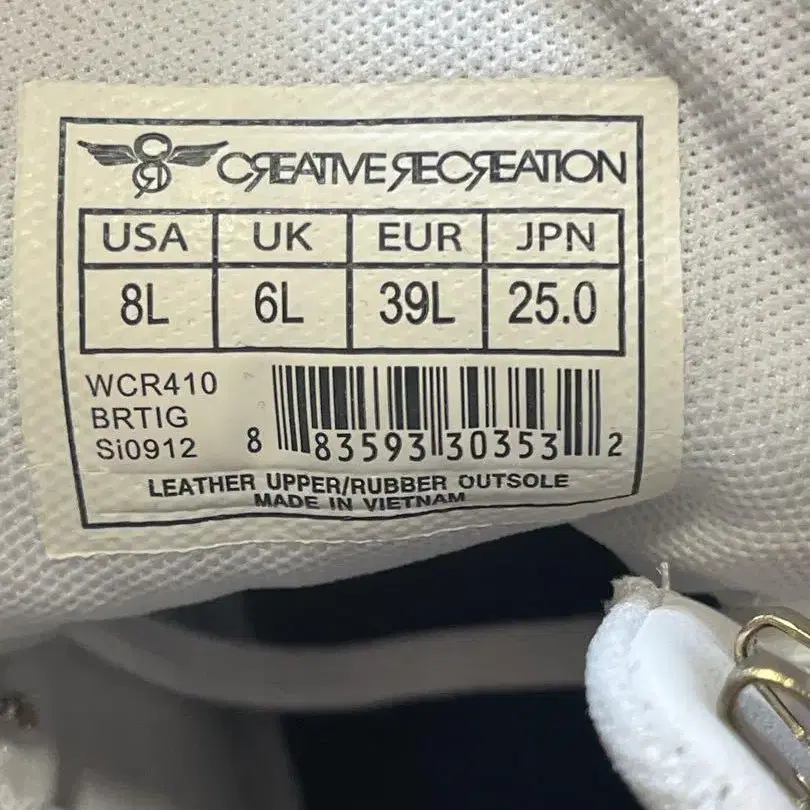 CR
CREATIVE RECREATION
USA UK EUR JPN
8L 6L 39L 25.0
WCR410
BRTIG
Si0912
8 83593 30353 2
LEATHER UPPER/RUBBER OUTSOLE
MADE IN VIETNAM